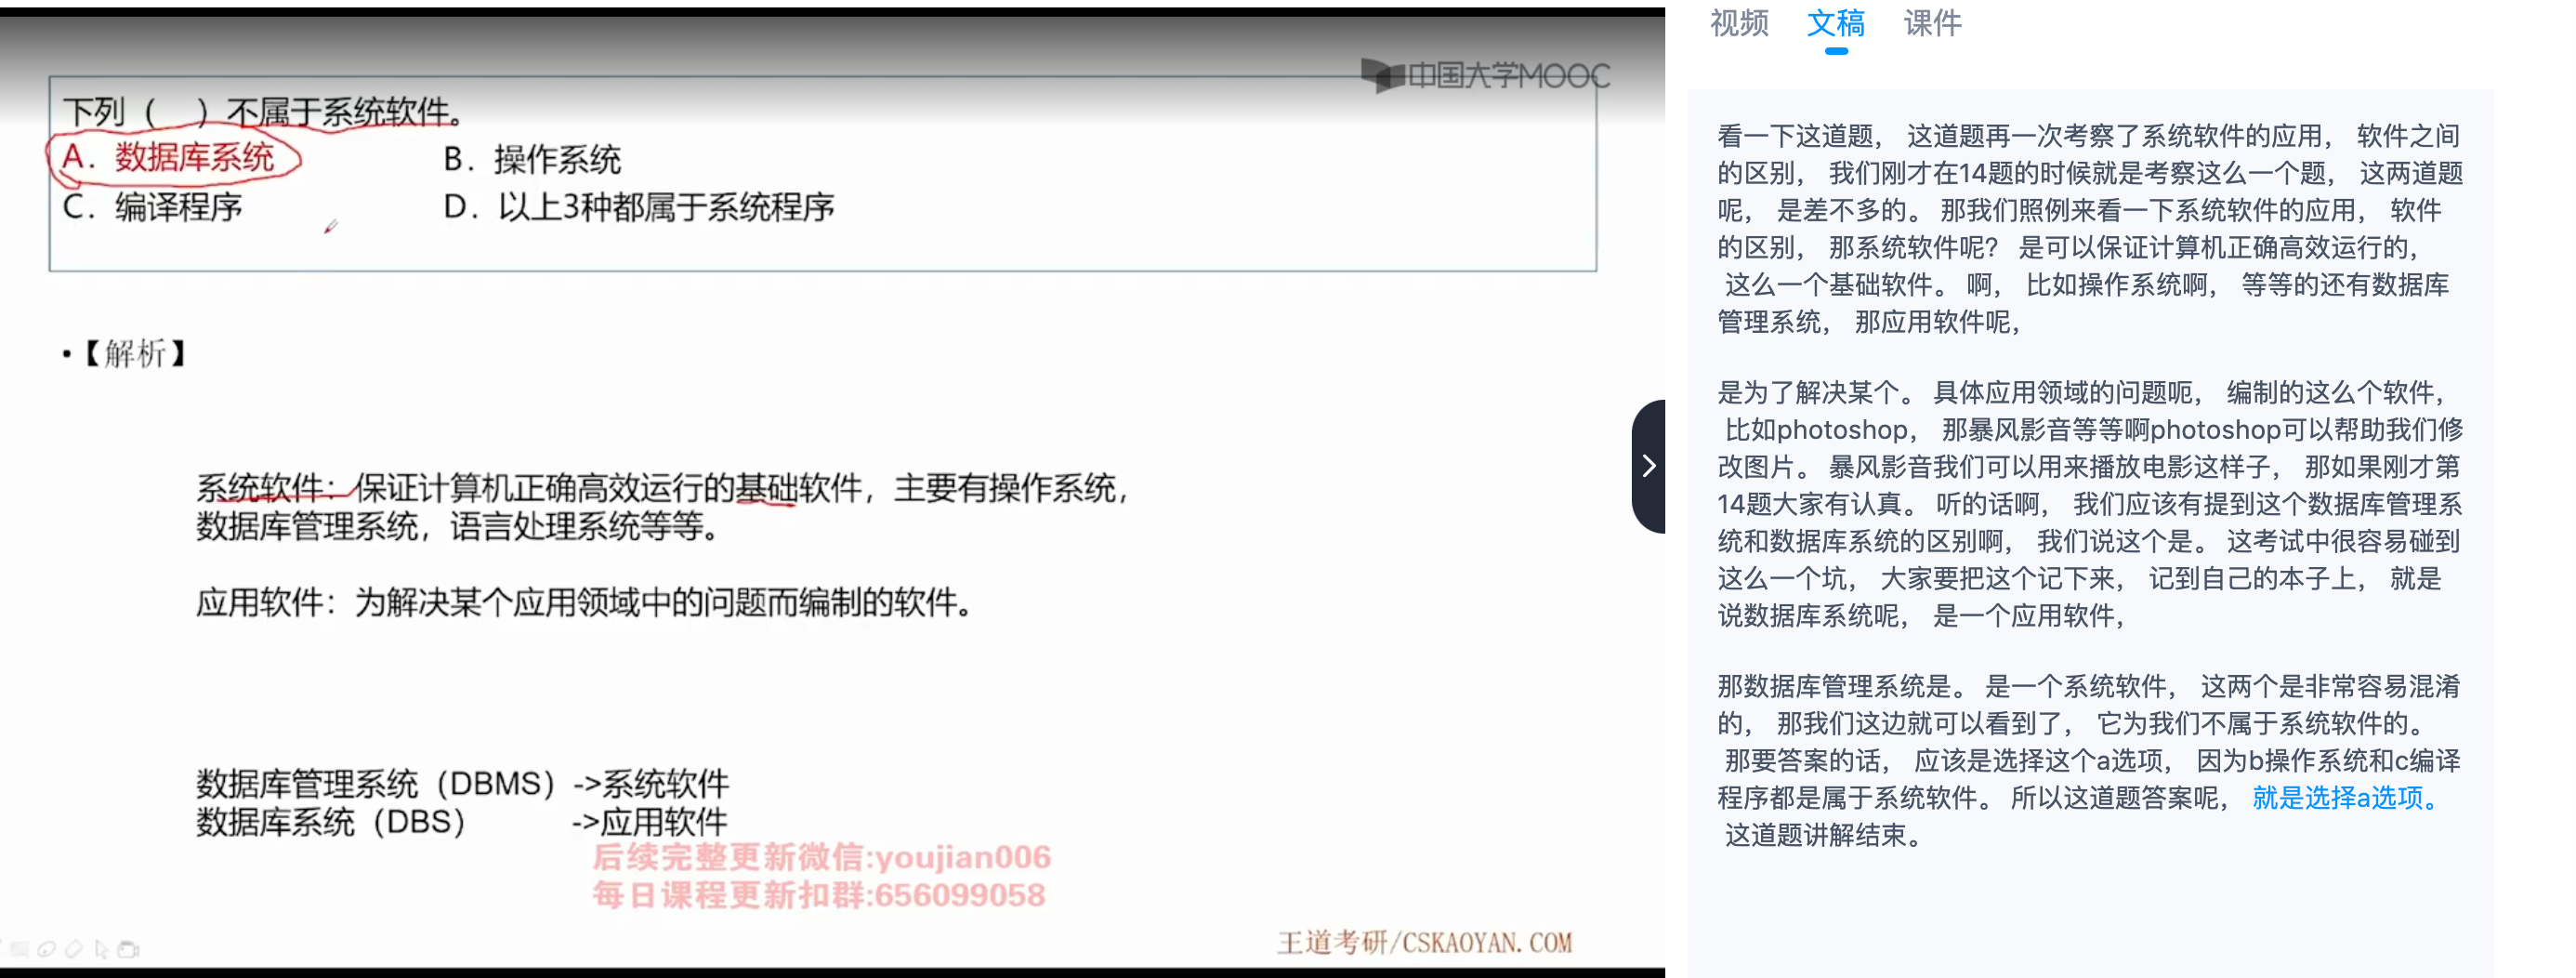 中国大学MOOC
下列（　）不属于系统软件。
A. 数据库系统 B. 操作系统
C. 编译程序 D. 以上3种都属于系统程序
•【解析】
系统软件：保证计算机正确高效运行的基础软件，主要有操作系统，
数据库管理系统，语言处理系统等等。
应用软件：为解决某个应用领域中的问题而编制的软件。
数据库管理系统（DBMS）->系统软件
数据库系统（DBS） ->应用软件
后续完整更新微信:youjian006
每日课程更新扣群:656099058
王道考研/CSKAOYAN.COM
视频 文稿 课件
看一下这道题， 这道题再一次考察了系统软件的应用， 软件之间
的区别， 我们刚才在14题的时候就是考察这么一个题， 这两道题
呢， 是差不多的。 那我们照例来看一下系统软件的应用， 软件
的区别， 那系统软件呢？ 是可以保证计算机正确高效运行的，
这么一个基础软件。 啊， 比如操作系统啊， 等等的还有数据库
管理系统， 那应用软件呢，
是为了解决某个。 具体应用领域的问题呃， 编制的这么个软件，
比如photoshop， 那暴风影音等等啊photoshop可以帮助我们修
改图片。 暴风影音我们可以用来播放电影这样子， 那如果刚才第
14题大家有认真。 听的话啊， 我们应该有提到这个数据库管理系
统和数据库系统的区别啊， 我们说这个是。 这考试中很容易碰到
这么一个坑， 大家要把这个记下来， 记到自己的本子上， 就是
说数据库系统呢， 是一个应用软件，
那数据库管理系统是。 是一个系统软件， 这两个是非常容易混淆
的， 那我们这边就可以看到了， 它为我们不属于系统软件的。
那要答案的话， 应该是选择这个a选项， 因为b操作系统和c编译
程序都是属于系统软件。 所以这道题答案呢， 就是选择a选项。
这道题讲解结束。